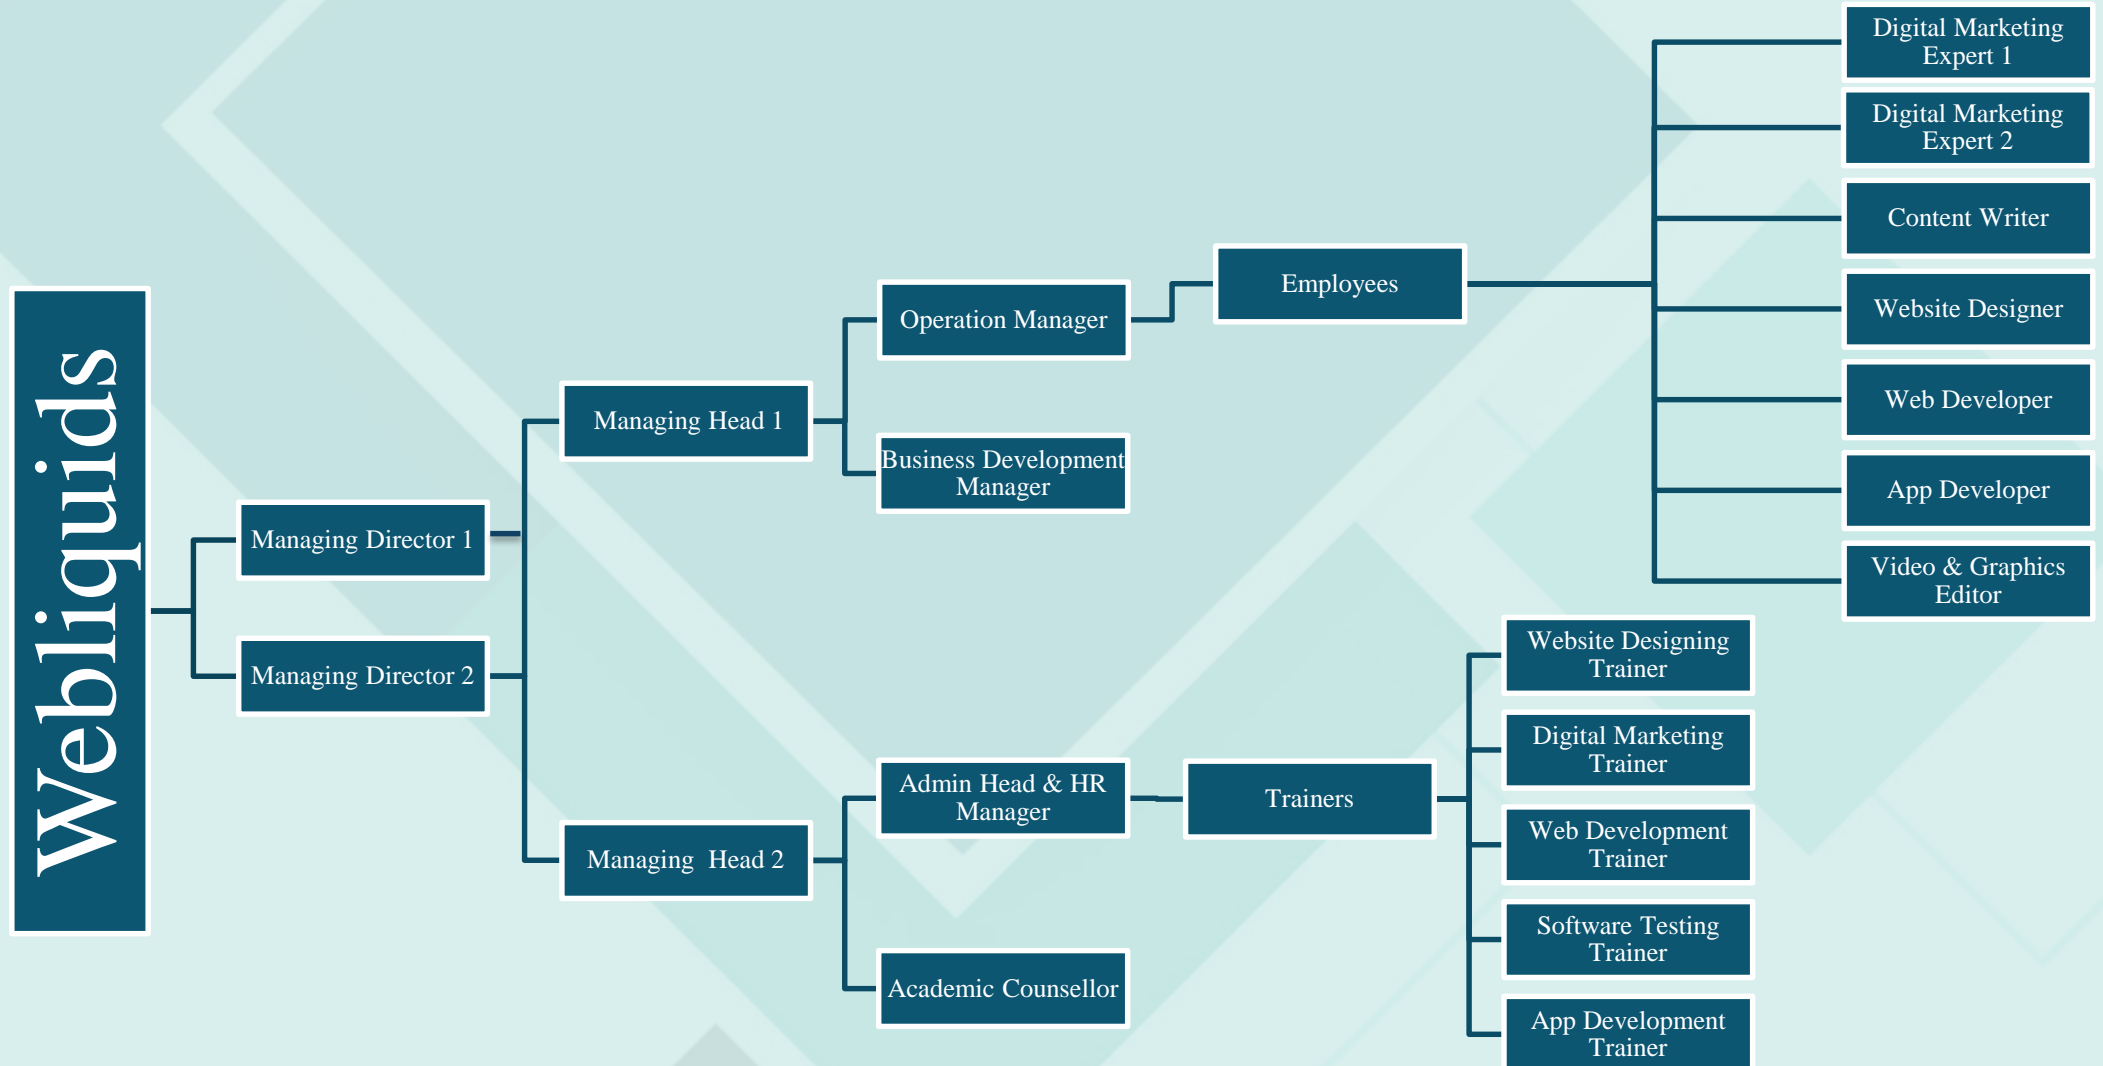 Webliquids
Managing Director 1
Managing Director 2
Managing Head 1
Managing  Head 2
Operation Manager
Business Development
Manager
Admin Head & HR
Manager
Academic Counsellor
Employees
Trainers
Digital Marketing
Expert 1
Digital Marketing
Expert 2
Content Writer
Website Designer
Web Developer
App Developer
Video & Graphics
Editor
Website Designing
Trainer
Digital Marketing
Trainer
Web Development
Trainer
Software Testing
Trainer
App Development
Trainer